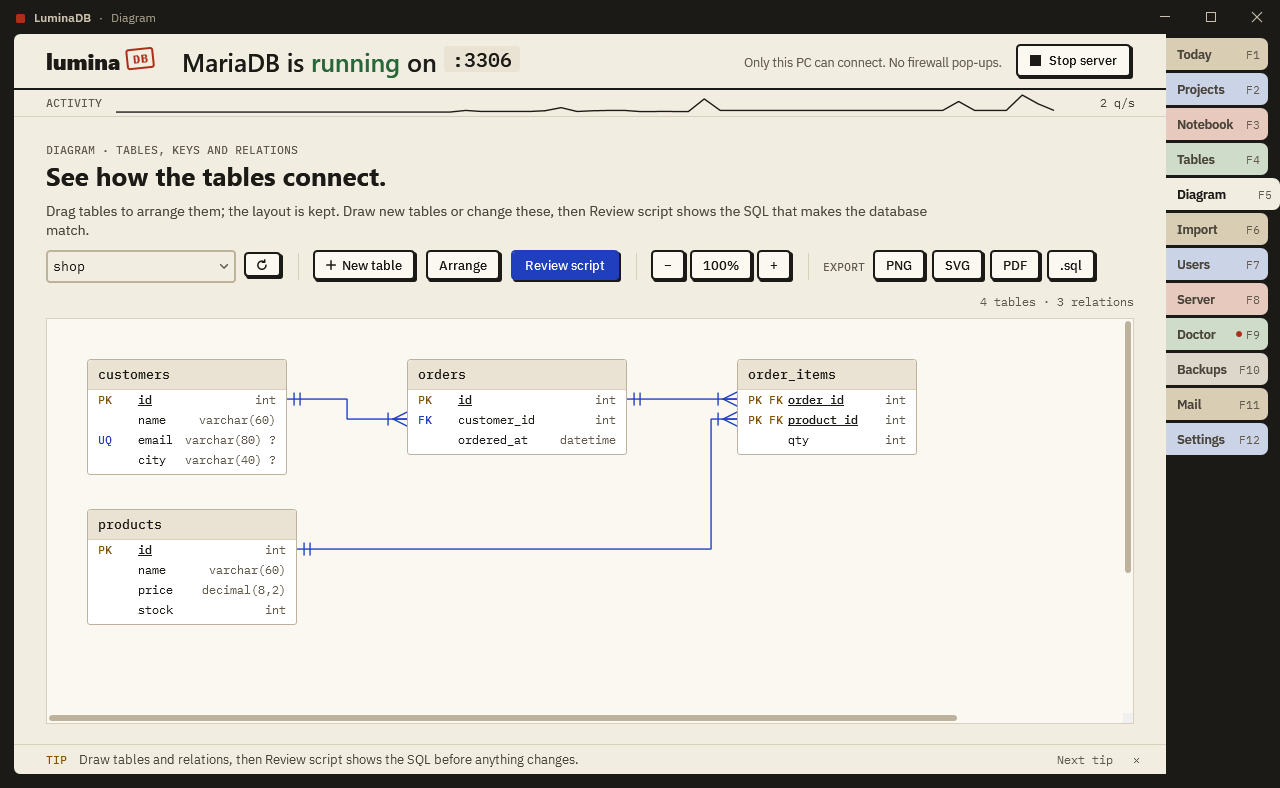 LuminaDB · Diagram
lumina DB MariaDB is running on :3306 Only this PC can connect. No firewall pop-ups. Stop server
ACTIVITY 2 q/s
DIAGRAM · TABLES, KEYS AND RELATIONS
See how the tables connect.
Drag tables to arrange them; the layout is kept. Draw new tables or change these, then Review script shows the SQL that makes the database
match.
shop + New table Arrange Review script − 100% + EXPORT PNG SVG PDF .sql
4 tables · 3 relations
customers
PK id int
name varchar(60)
UQ email varchar(80) ?
city varchar(40) ?
orders
PK id int
FK customer_id int
ordered_at datetime
order_items
PK FK order_id int
PK FK product_id int
qty int
products
PK id int
name varchar(60)
price decimal(8,2)
stock int
TIP Draw tables and relations, then Review script shows the SQL before anything changes. Next tip ×
Today F1
Projects F2
Notebook F3
Tables F4
Diagram F5
Import F6
Users F7
Server F8
Doctor F9
Backups F10
Mail F11
Settings F12